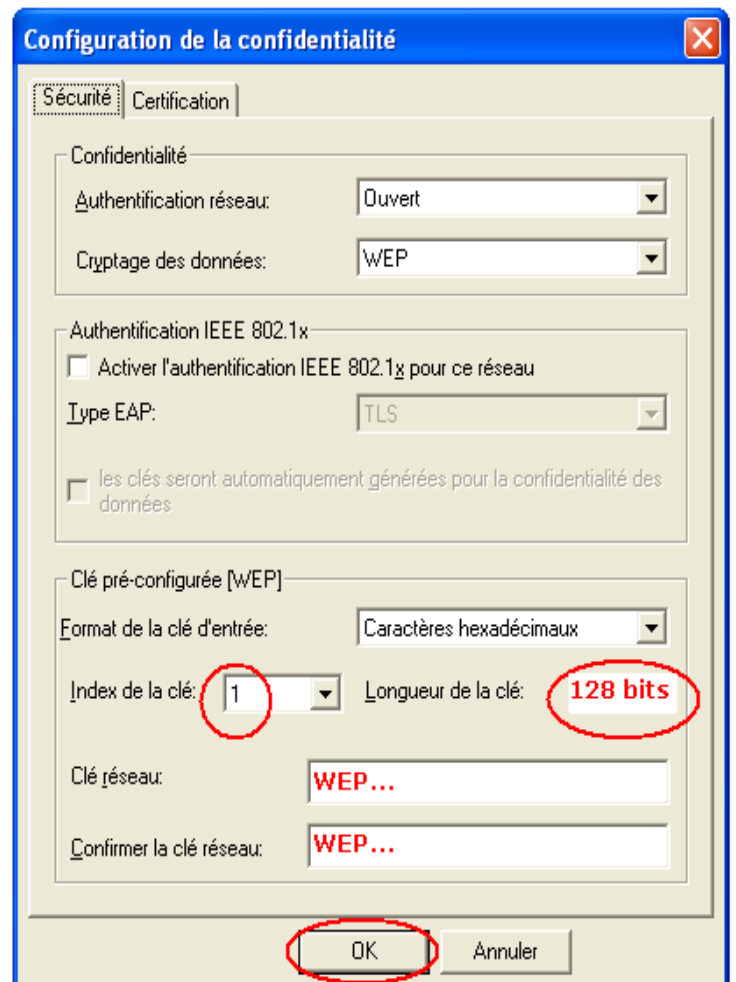 Configuration de la confidentialité
Sécurité Certification
Confidentialité
Authentification réseau: Ouvert
Cryptage des données: WEP
Authentification IEEE 802.1x
Activer l'authentification IEEE 802.1x pour ce réseau
Type EAP: TLS
les clés seront automatiquement générées pour la confidentialité des
données
Clé pré-configurée [WEP]
Format de la clé d'entrée: Caractères hexadécimaux
Index de la clé: 1 Longueur de la clé: 128 bits
Clé réseau: WEP...
Confirmer la clé réseau: WEP...
OK Annuler